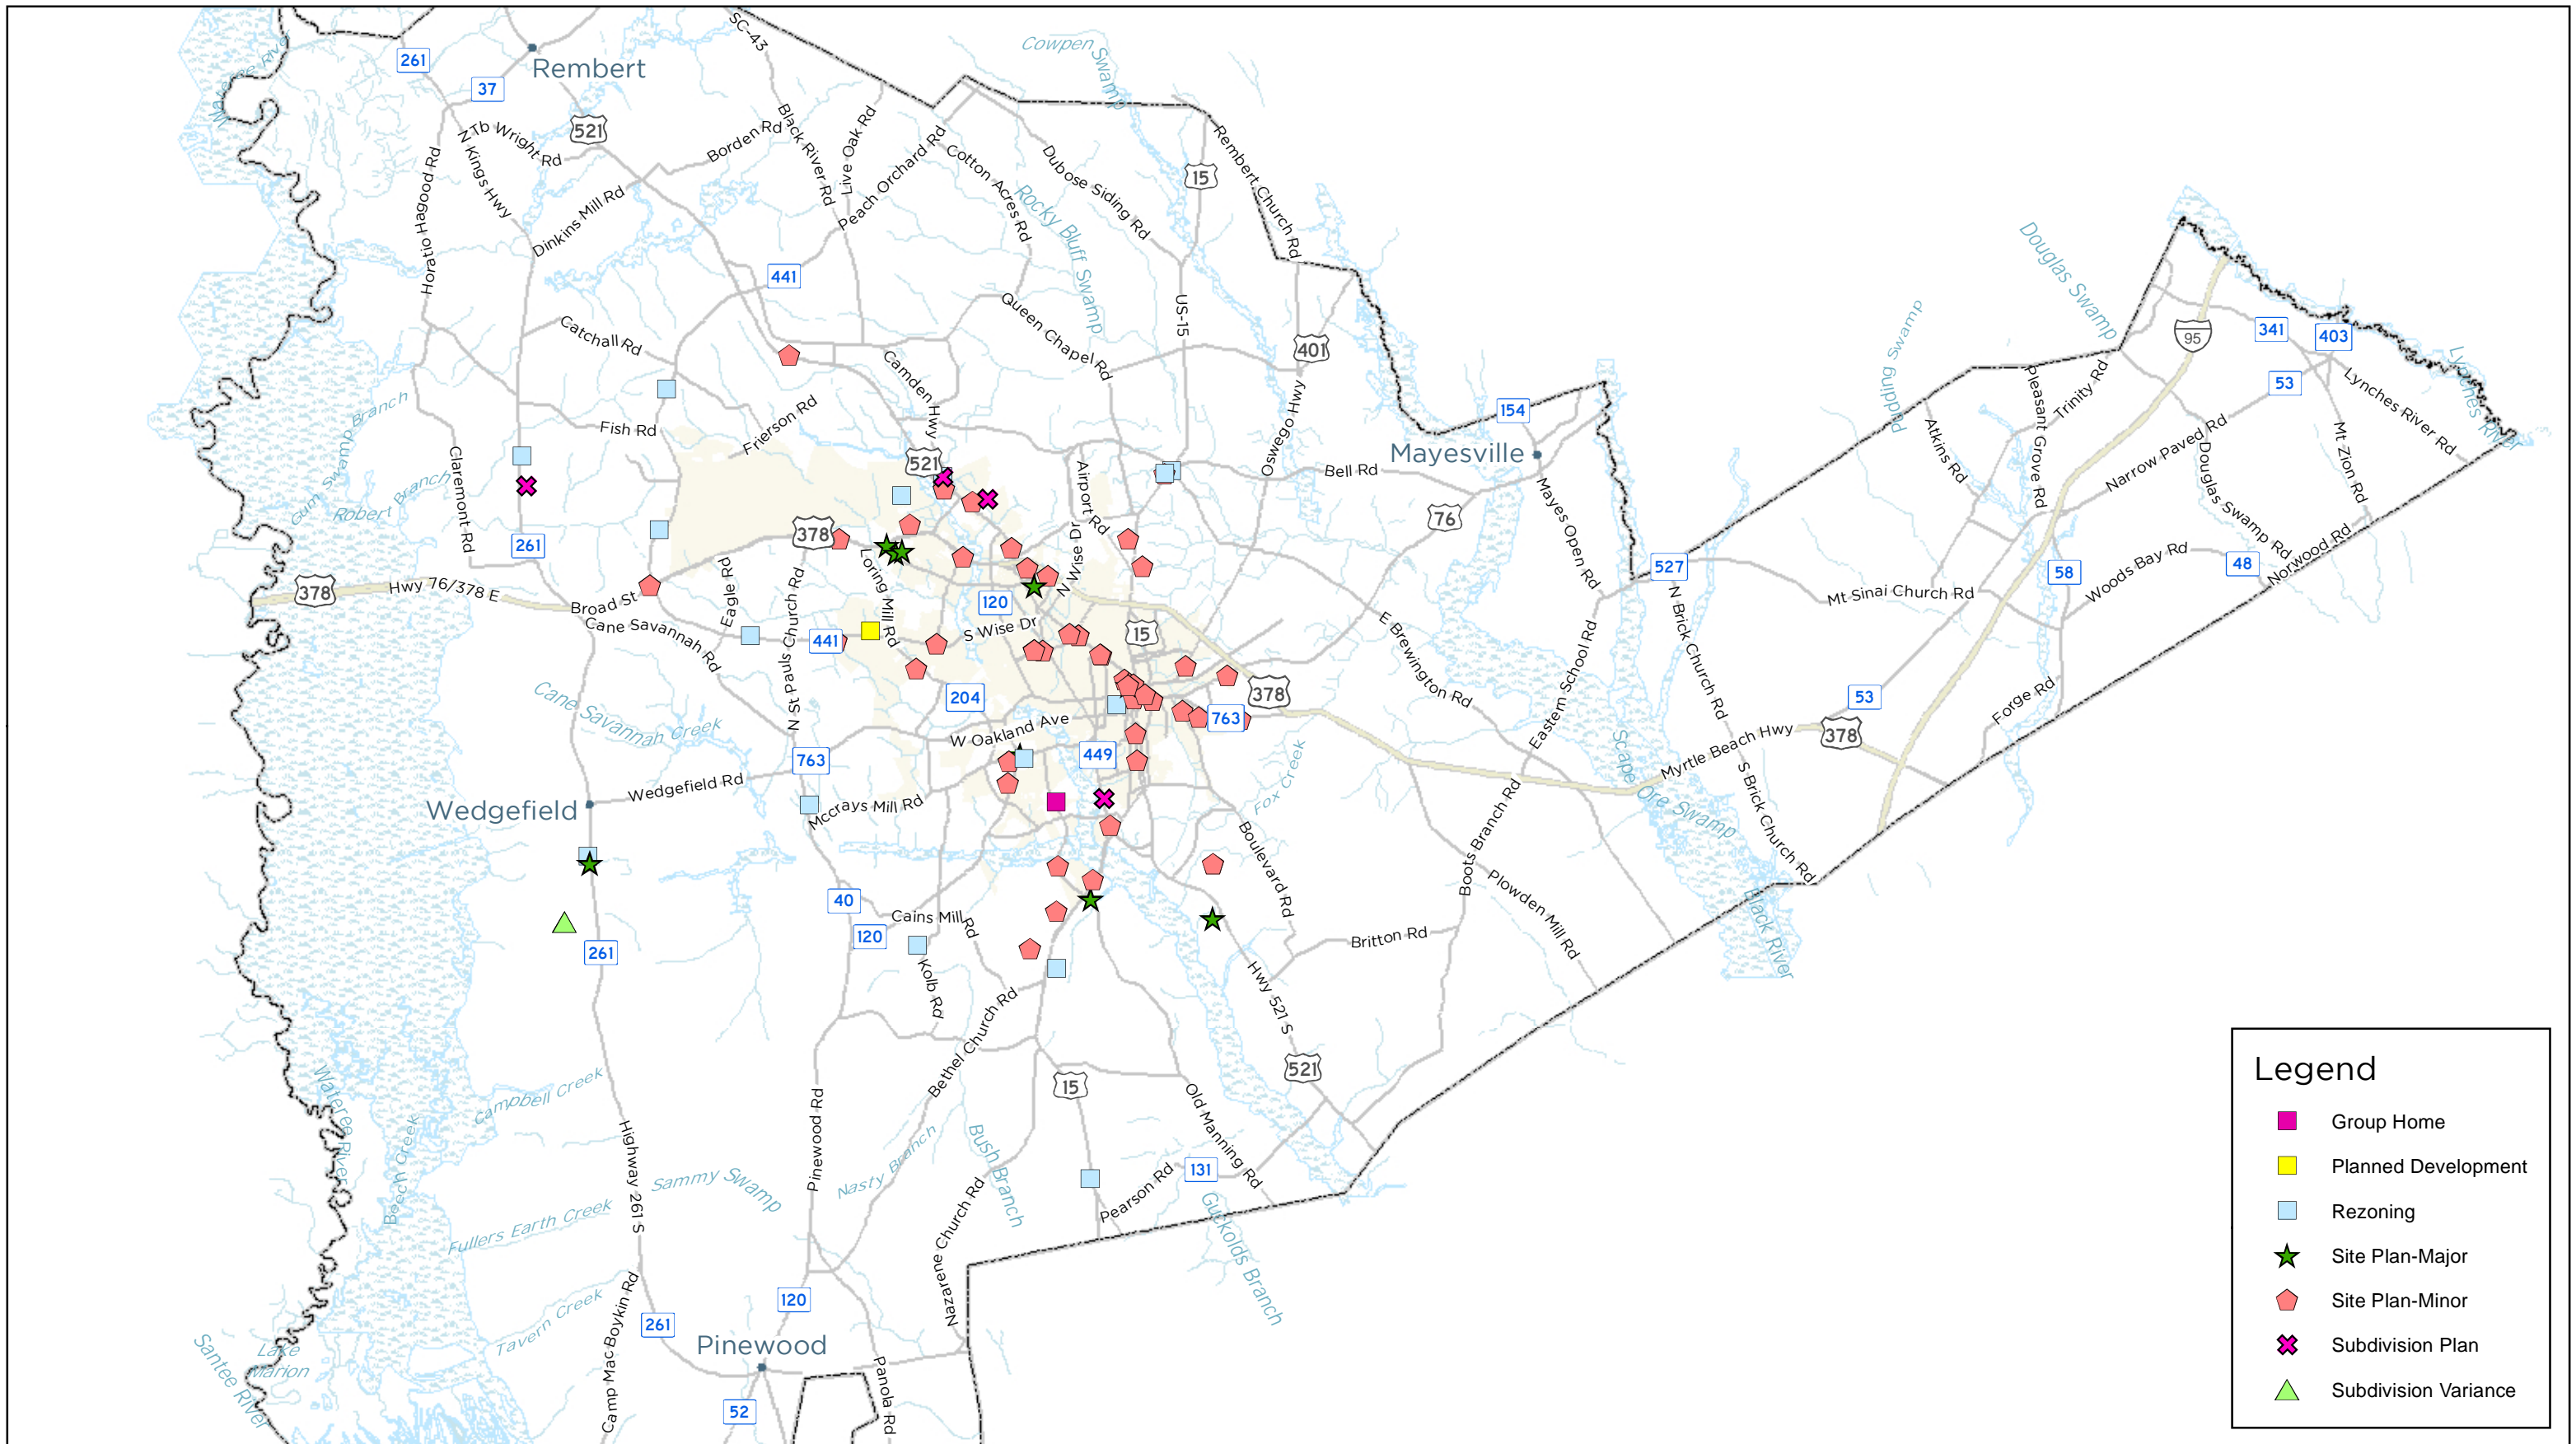 SC-43
Cowpen
Swamp
261
Rembert
37
521
N Kings Hwy
Tb Wright Rd
Borden Rd
Black River Rd
Live Oak Rd
Peach Orchard Rd
Cotton Acres Rd
Dubose Siding Rd
15
Rembert Church Rd
Horatio Hagood Rd
Dinkins Mill Rd
Rocky Bluff Swamp
Douglas Swamp
441
Queen Chapel Rd
US-15
401
95
341
403
Catchall Rd
Camden Hwy
Pudding Swamp
Lynches River
53
Lynches River Rd
Frierson Rd
Fish Rd
154
Oswego Hwy
Mayesville
Bell Rd
Pleasant Grove Rd
Trinity Rd
Atkins Rd
Narrow Paved Rd
Mt Zion Rd
Gum Swamp Branch
Robert Branch
Claremont Rd
521
Airport Rd
76
Mayes Open Rd
Douglas Swamp Rd
Norwood Rd
261
378
N Wise Dr
527
58
Woods Bay Rd
48
378
Hwy 76/378 E
Broad St
Eagle Rd
Loring Mill Rd
120
S Wise Dr
15
Mt Sinai Church Rd
Cane Savannah Rd
N St Pauls Church Rd
441
E Brewington Rd
Eastern School Rd
N Brick Church Rd
204
378
763
53
Forge Rd
Cane Savannah Creek
W Oakland Ave
449
Fox Creek
Scape Ore Swamp
Myrtle Beach Hwy
378
763
Wedgefield Rd
Wedgefield
Mccrays Mill Rd
S Brick Church Rd
Boulevard Rd
Boots Branch Rd
Plowden Mill Rd
40
Cains Mill Rd
120
261
Kolb Rd
Britton Rd
Black River
Hwy 521 S
Bethel Church Rd
521
15
Wateree River
Campbell Creek
Beech Creek
Highway 261 S
Pinewood Rd
Nasty Branch
Bush Branch
Old Manning Rd
131
Pearson Rd
Sammy Swamp
Fullers Earth Creek
Nazarene Church Rd
Guckolds Branch
Tavern Creek
Camp Mac Boykin Rd
120
261
Pinewood
Santee River
Lake
Marion
Panola Rd
52
Legend
Group Home
Planned Development
Rezoning
Site Plan-Major
Site Plan-Minor
Subdivision Plan
Subdivision Variance